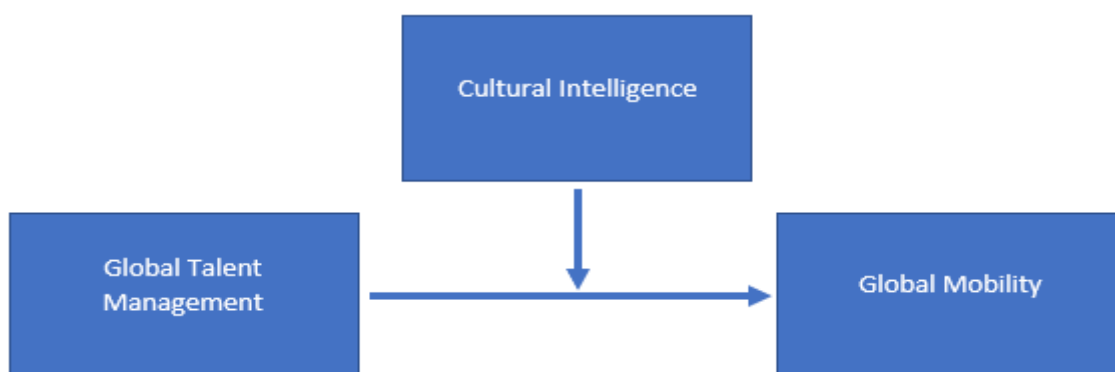 Cultural Intelligence
Global Talent
Management
Global Mobility